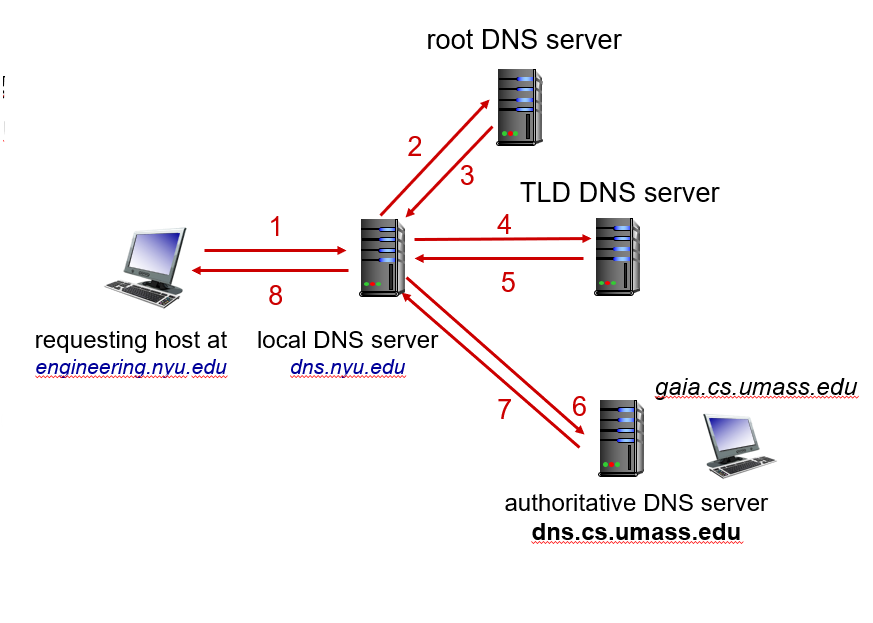 root DNS server
2
3
TLD DNS server
1
4
8
5
requesting host at
engineering.nyu.edu
local DNS server
dns.nyu.edu
gaia.cs.umass.edu
6
7
authoritative DNS server
dns.cs.umass.edu